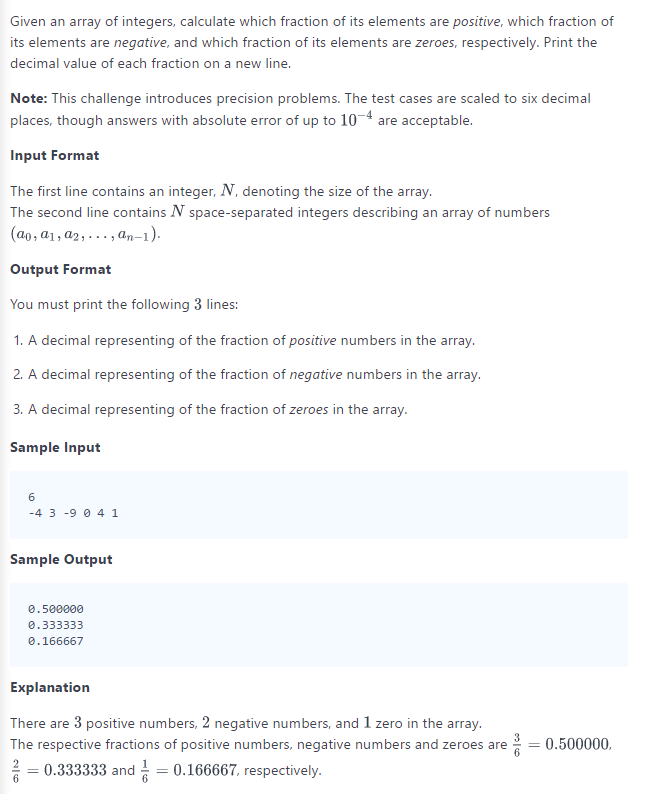 Given an array of integers, calculate which fraction of its elements are positive, which fraction of
its elements are negative, and which fraction of its elements are zeroes, respectively. Print the
decimal value of each fraction on a new line.
Note: This challenge introduces precision problems. The test cases are scaled to six decimal
places, though answers with absolute error of up to 10⁻⁴ are acceptable.
Input Format
The first line contains an integer, N, denoting the size of the array.
The second line contains N space-separated integers describing an array of numbers
(a₀, a₁, a₂, . . . , aₙ₋₁).
Output Format
You must print the following 3 lines:
1. A decimal representing of the fraction of positive numbers in the array.
2. A decimal representing of the fraction of negative numbers in the array.
3. A decimal representing of the fraction of zeroes in the array.
Sample Input
6
-4 3 -9 0 4 1
Sample Output
0.500000
0.333333
0.166667
Explanation
There are 3 positive numbers, 2 negative numbers, and 1 zero in the array.
The respective fractions of positive numbers, negative numbers and zeroes are 3/6 = 0.500000,
2/6 = 0.333333 and 1/6 = 0.166667, respectively.